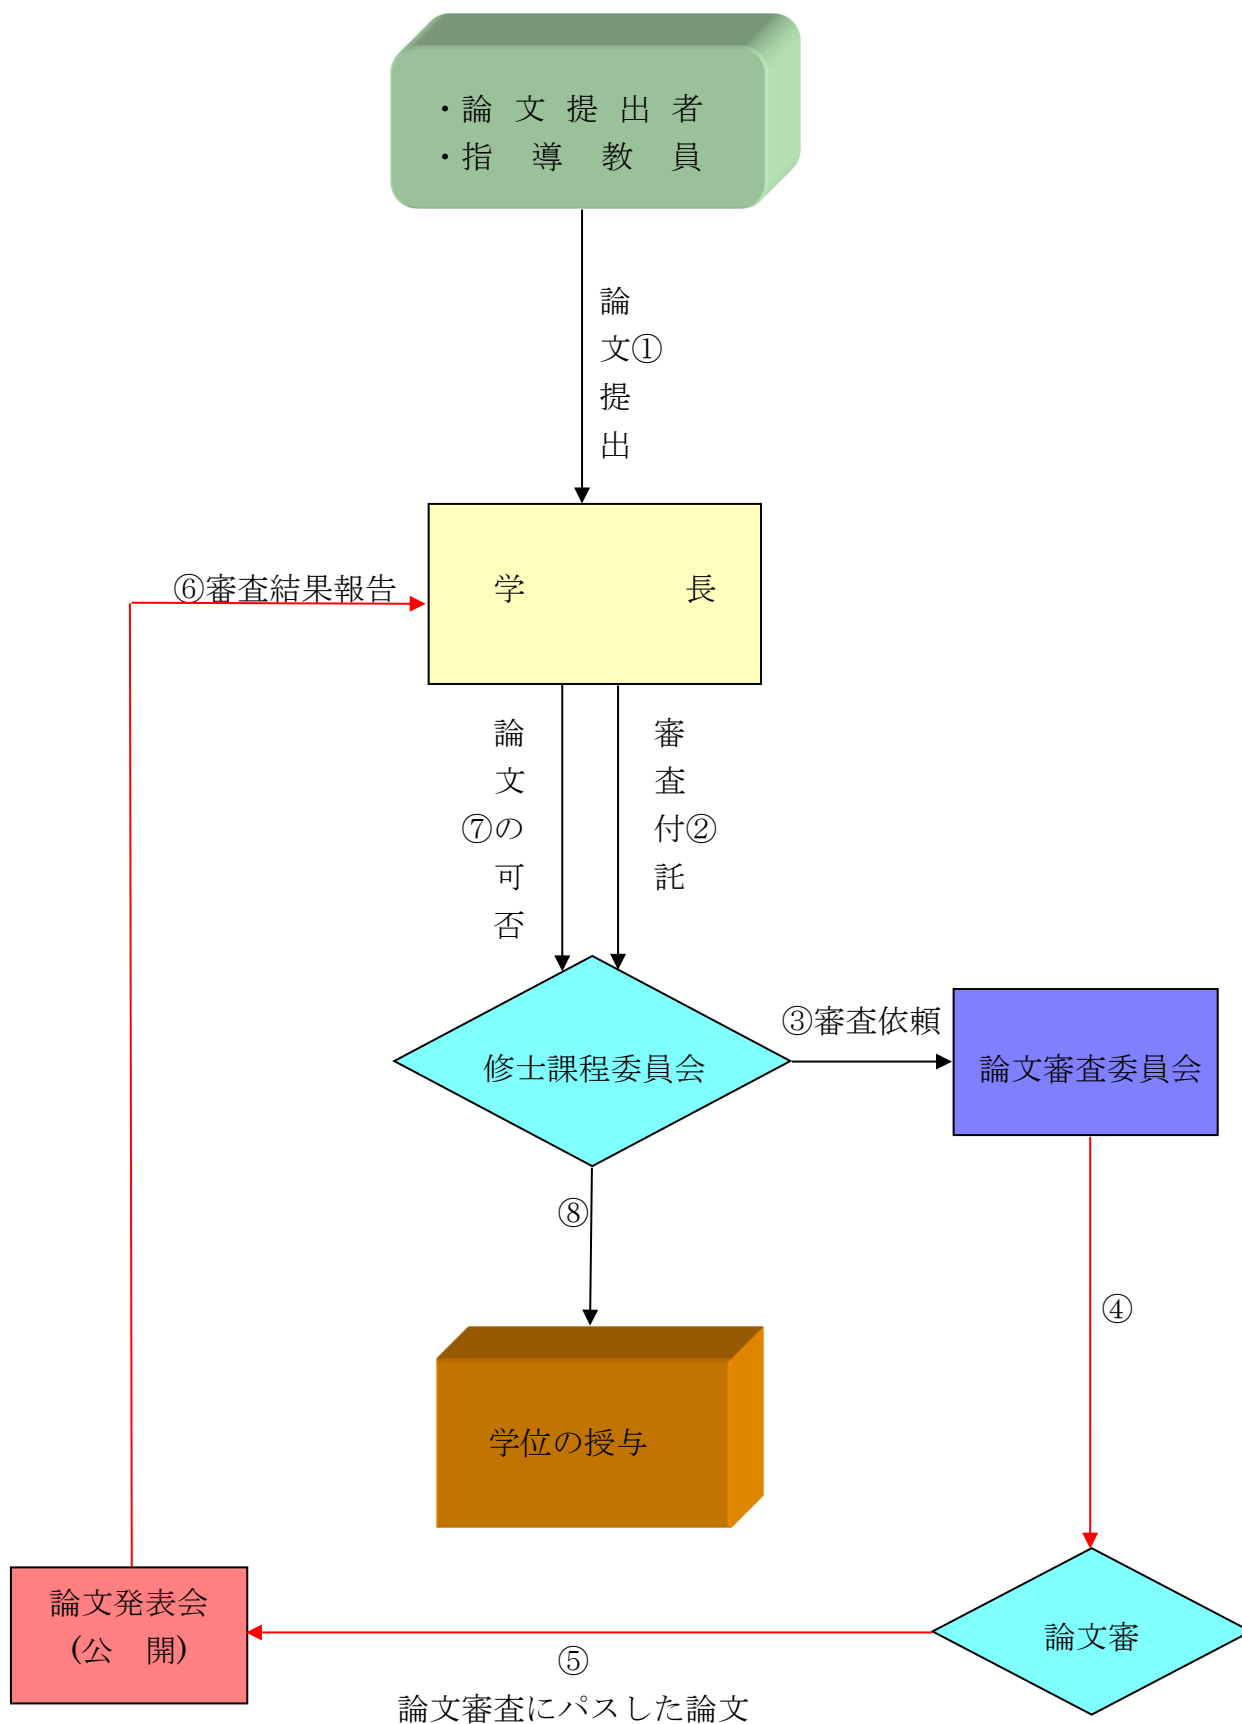 ・論文提出者
・指導教員
論文提出
①
⑥審査結果報告
学長
論文の可否
⑦
審査付託
②
③審査依頼
修士課程委員会
論文審査委員会
⑧
④
学位の授与
論文発表会
(公開)
論文審
⑤
論文審査にパスした論文